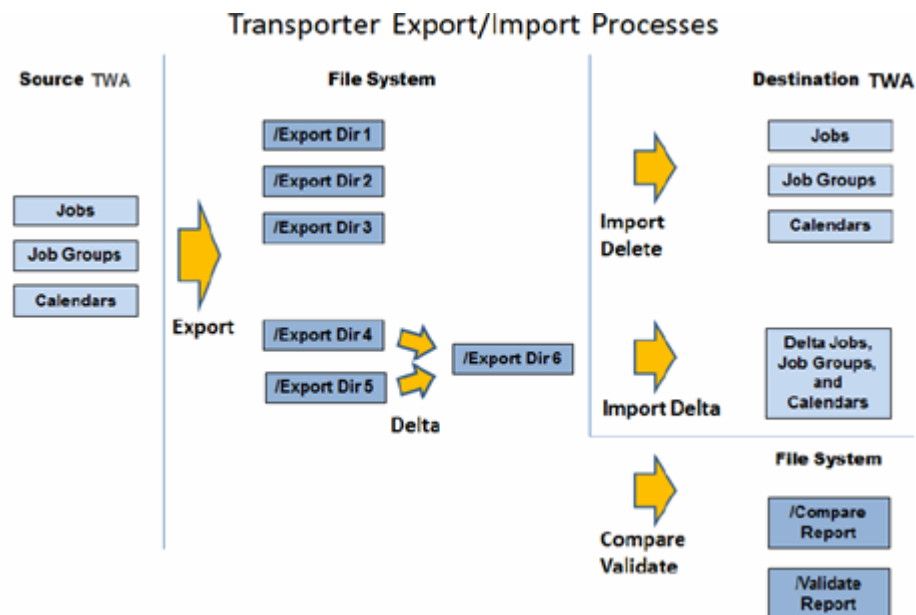 Transporter Export/Import Processes
Source TWA
Jobs
Job Groups
Calendars
Export
File System
/Export Dir 1
/Export Dir 2
/Export Dir 3
/Export Dir 4
/Export Dir 5
Delta
/Export Dir 6
Destination TWA
Import
Delete
Jobs
Job Groups
Calendars
Import Delta
Delta Jobs,
Job Groups,
and
Calendars
Compare
Validate
File System
/Compare
Report
/Validate
Report